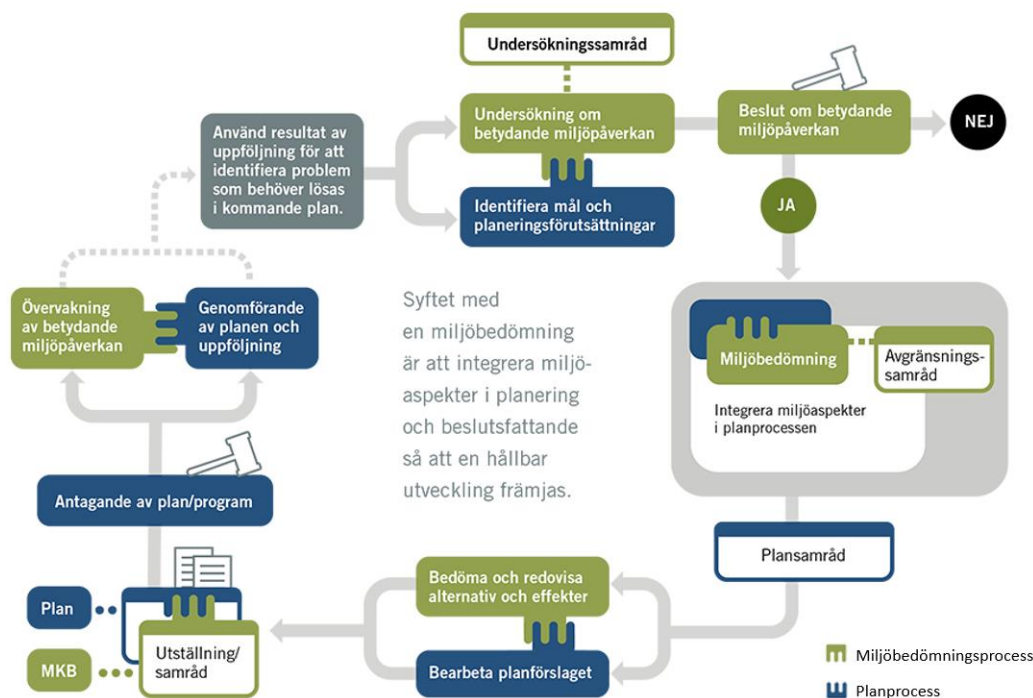 Undersökningssamråd
Undersökning om
betydande miljöpåverkan
Beslut om betydande
miljöpåverkan
NEJ
JA
Använd resultat av
uppföljning för att
identifiera problem
som behöver lösas
i kommande plan.
Identifiera mål och
planeringsförutsättningar
Övervakning
av betydande
miljöpåverkan
Genomförande
av planen och
uppföljning
Syftet med
en miljöbedömning
är att integrera miljö-
aspekter i planering
och beslutsfattande
så att en hållbar
utveckling främjas.
Miljöbedömning
Avgränsnings-
samråd
Integrera miljöaspekter
i planprocessen
Antagande av plan/program
Plansamråd
Bedöma och redovisa
alternativ och effekter
Bearbeta planförslaget
Plan
MKB
Utställning/
samråd
Miljöbedömningsprocess
Planprocess